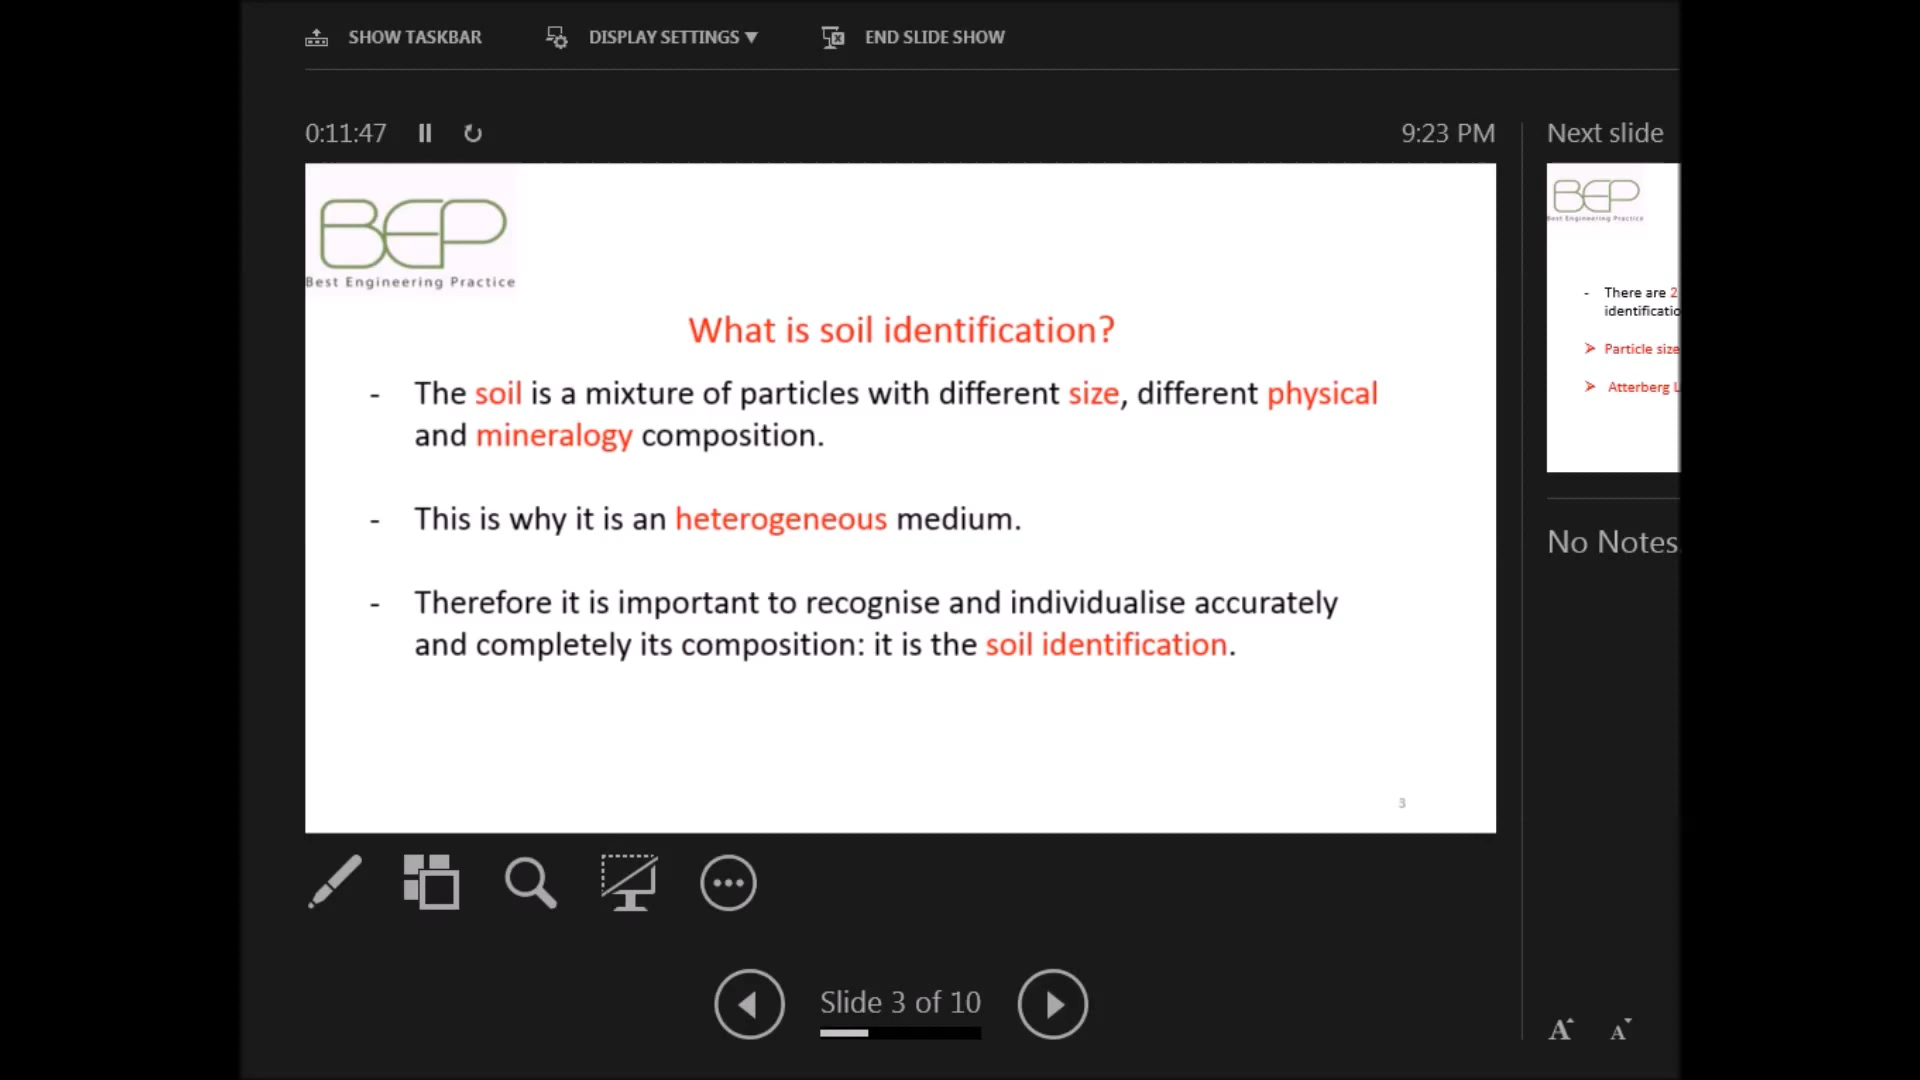 SHOW TASKBAR
DISPLAY SETTINGS
END SLIDE SHOW
0:11:47
9:23 PM
Next slide
BEP
Best Engineering Practice
What is soil identification?
- The soil is a mixture of particles with different size, different physical
and mineralogy composition.
- This is why it is an heterogeneous medium.
- Therefore it is important to recognise and individualise accurately
and completely its composition: it is the soil identification.
3
BEP
Best Engineering Practice
- There are 2
identificatio
Particle size
Atterberg L
No Notes.
Slide 3 of 10
A A